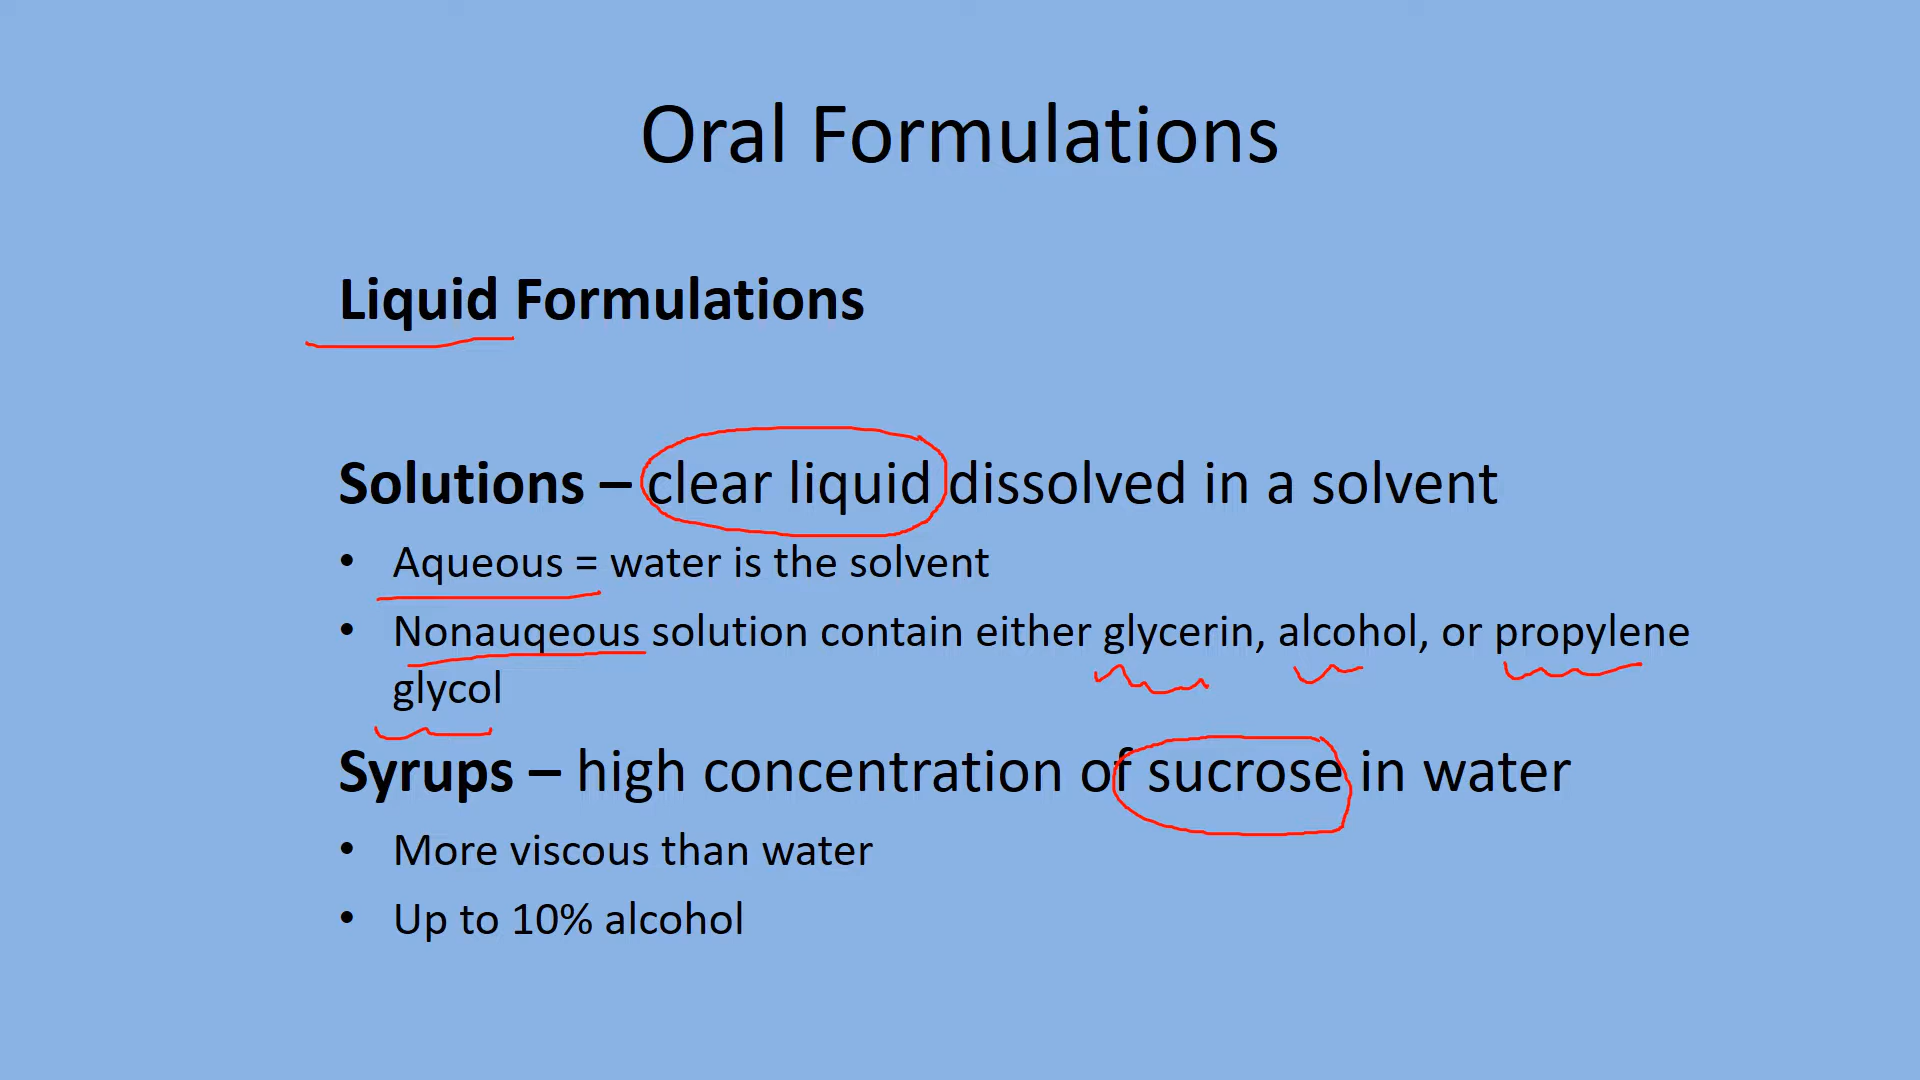 Oral Formulations
Liquid Formulations
Solutions – clear liquid dissolved in a solvent
• Aqueous = water is the solvent
• Nonauqeous solution contain either glycerin, alcohol, or propylene
glycol
Syrups – high concentration of sucrose in water
• More viscous than water
• Up to 10% alcohol